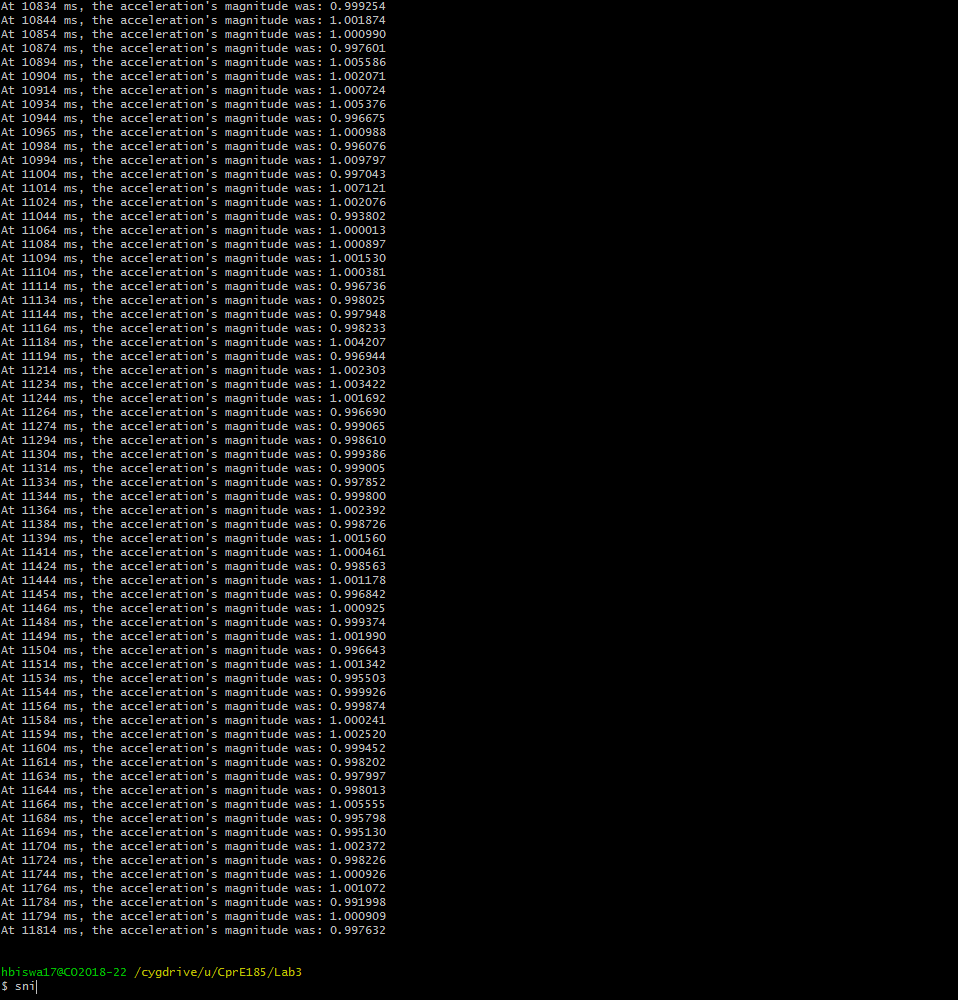 At 10834 ms, the acceleration's magnitude was: 0.999254
At 10844 ms, the acceleration's magnitude was: 1.001874
At 10854 ms, the acceleration's magnitude was: 1.000990
At 10874 ms, the acceleration's magnitude was: 0.997601
At 10894 ms, the acceleration's magnitude was: 1.005586
At 10904 ms, the acceleration's magnitude was: 1.002071
At 10914 ms, the acceleration's magnitude was: 1.000724
At 10934 ms, the acceleration's magnitude was: 1.005376
At 10944 ms, the acceleration's magnitude was: 0.996675
At 10965 ms, the acceleration's magnitude was: 1.000988
At 10984 ms, the acceleration's magnitude was: 0.996076
At 10994 ms, the acceleration's magnitude was: 1.009797
At 11004 ms, the acceleration's magnitude was: 0.997043
At 11014 ms, the acceleration's magnitude was: 1.007121
At 11024 ms, the acceleration's magnitude was: 1.002076
At 11044 ms, the acceleration's magnitude was: 0.993802
At 11064 ms, the acceleration's magnitude was: 1.000013
At 11084 ms, the acceleration's magnitude was: 1.000897
At 11094 ms, the acceleration's magnitude was: 1.001530
At 11104 ms, the acceleration's magnitude was: 1.000381
At 11114 ms, the acceleration's magnitude was: 0.996736
At 11134 ms, the acceleration's magnitude was: 0.998025
At 11144 ms, the acceleration's magnitude was: 0.997948
At 11164 ms, the acceleration's magnitude was: 0.998233
At 11184 ms, the acceleration's magnitude was: 1.004207
At 11194 ms, the acceleration's magnitude was: 0.996944
At 11214 ms, the acceleration's magnitude was: 1.002303
At 11234 ms, the acceleration's magnitude was: 1.003422
At 11244 ms, the acceleration's magnitude was: 1.001692
At 11264 ms, the acceleration's magnitude was: 0.996690
At 11274 ms, the acceleration's magnitude was: 0.999065
At 11294 ms, the acceleration's magnitude was: 0.998610
At 11304 ms, the acceleration's magnitude was: 0.999386
At 11314 ms, the acceleration's magnitude was: 0.999005
At 11334 ms, the acceleration's magnitude was: 0.997852
At 11344 ms, the acceleration's magnitude was: 0.999800
At 11364 ms, the acceleration's magnitude was: 1.002392
At 11384 ms, the acceleration's magnitude was: 0.998726
At 11394 ms, the acceleration's magnitude was: 1.001560
At 11414 ms, the acceleration's magnitude was: 1.000461
At 11424 ms, the acceleration's magnitude was: 0.998563
At 11444 ms, the acceleration's magnitude was: 1.001178
At 11454 ms, the acceleration's magnitude was: 0.996842
At 11464 ms, the acceleration's magnitude was: 1.000925
At 11484 ms, the acceleration's magnitude was: 0.999374
At 11494 ms, the acceleration's magnitude was: 1.001990
At 11504 ms, the acceleration's magnitude was: 0.996643
At 11514 ms, the acceleration's magnitude was: 1.001342
At 11534 ms, the acceleration's magnitude was: 0.995503
At 11544 ms, the acceleration's magnitude was: 0.999926
At 11564 ms, the acceleration's magnitude was: 0.999874
At 11584 ms, the acceleration's magnitude was: 1.000241
At 11594 ms, the acceleration's magnitude was: 1.002520
At 11604 ms, the acceleration's magnitude was: 0.999452
At 11614 ms, the acceleration's magnitude was: 0.998202
At 11634 ms, the acceleration's magnitude was: 0.997997
At 11644 ms, the acceleration's magnitude was: 0.998013
At 11664 ms, the acceleration's magnitude was: 1.005555
At 11684 ms, the acceleration's magnitude was: 0.995798
At 11694 ms, the acceleration's magnitude was: 0.995130
At 11704 ms, the acceleration's magnitude was: 1.002372
At 11724 ms, the acceleration's magnitude was: 0.998226
At 11744 ms, the acceleration's magnitude was: 1.000926
At 11764 ms, the acceleration's magnitude was: 1.001072
At 11784 ms, the acceleration's magnitude was: 0.991998
At 11794 ms, the acceleration's magnitude was: 1.000909
At 11814 ms, the acceleration's magnitude was: 0.997632
hbiswa17@CO2018-22 /cygdrive/u/CprE185/Lab3
$ sni